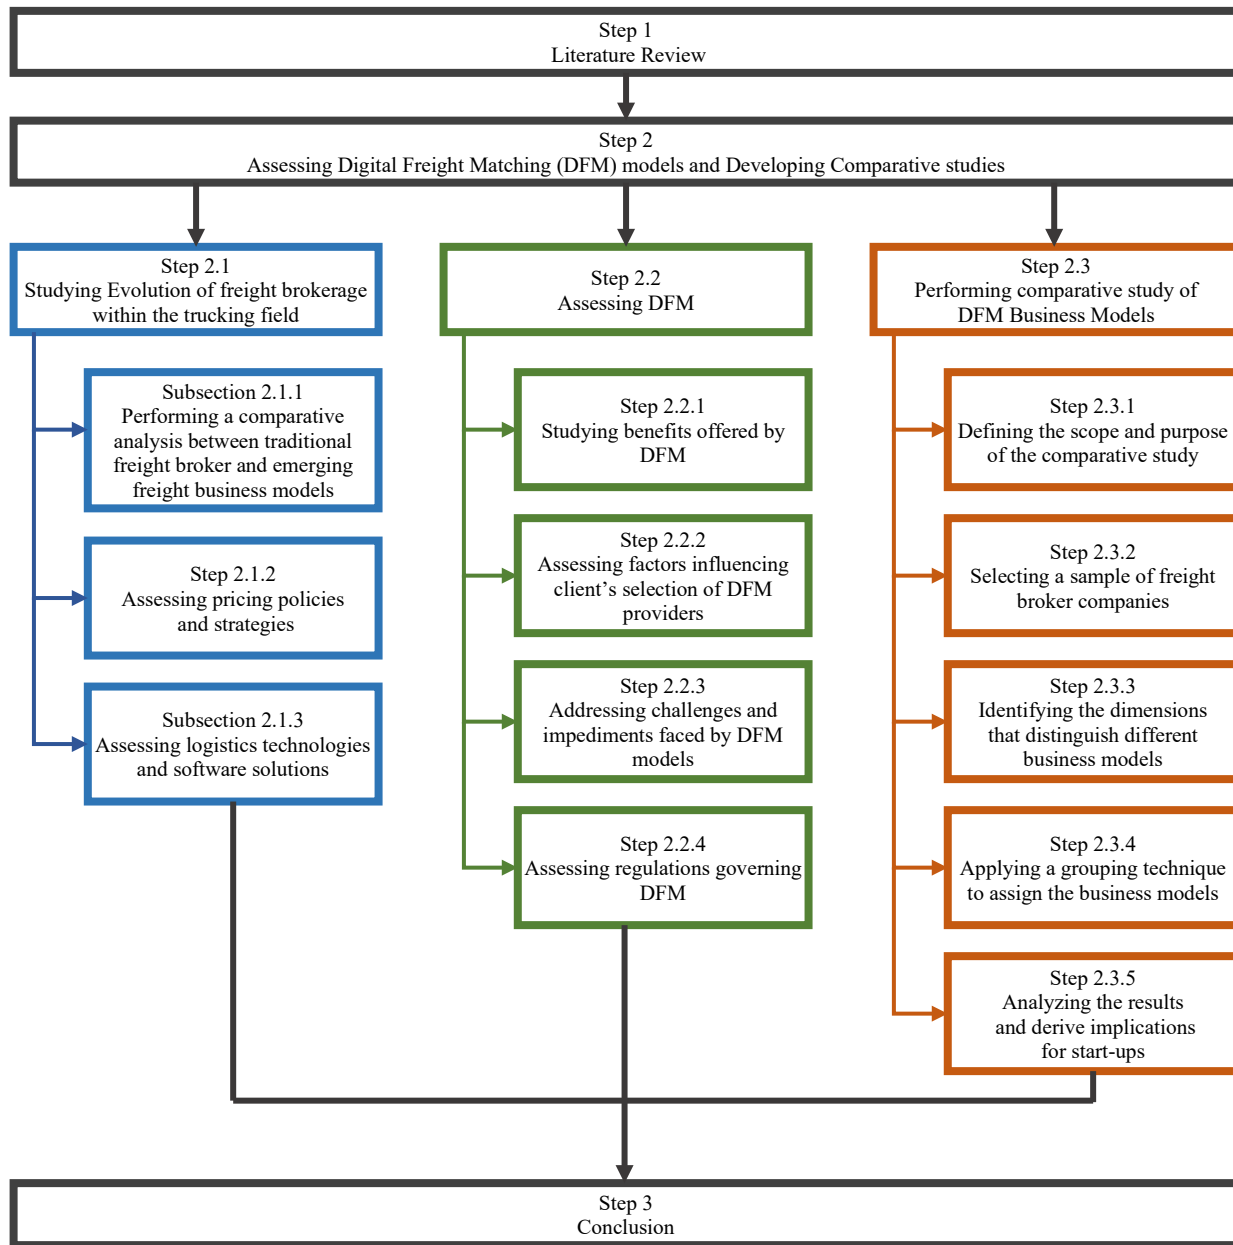 Step 1
Literature Review
Step 2
Assessing Digital Freight Matching (DFM) models and Developing Comparative studies
Step 2.1
Studying Evolution of freight brokerage
within the trucking field
Subsection 2.1.1
Performing a comparative
analysis between traditional
freight broker and emerging
freight business models
Step 2.1.2
Assessing pricing policies
and strategies
Subsection 2.1.3
Assessing logistics technologies
and software solutions
Step 2.2
Assessing DFM
Step 2.2.1
Studying benefits offered by
DFM
Step 2.2.2
Assessing factors influencing
client’s selection of DFM
providers
Step 2.2.3
Addressing challenges and
impediments faced by DFM
models
Step 2.2.4
Assessing regulations governing
DFM
Step 2.3
Performing comparative study of
DFM Business Models
Step 2.3.1
Defining the scope and purpose
of the comparative study
Step 2.3.2
Selecting a sample of freight
broker companies
Step 2.3.3
Identifying the dimensions
that distinguish different
business models
Step 2.3.4
Applying a grouping technique
to assign the business models
Step 2.3.5
Analyzing the results
and derive implications
for start-ups
Step 3
Conclusion